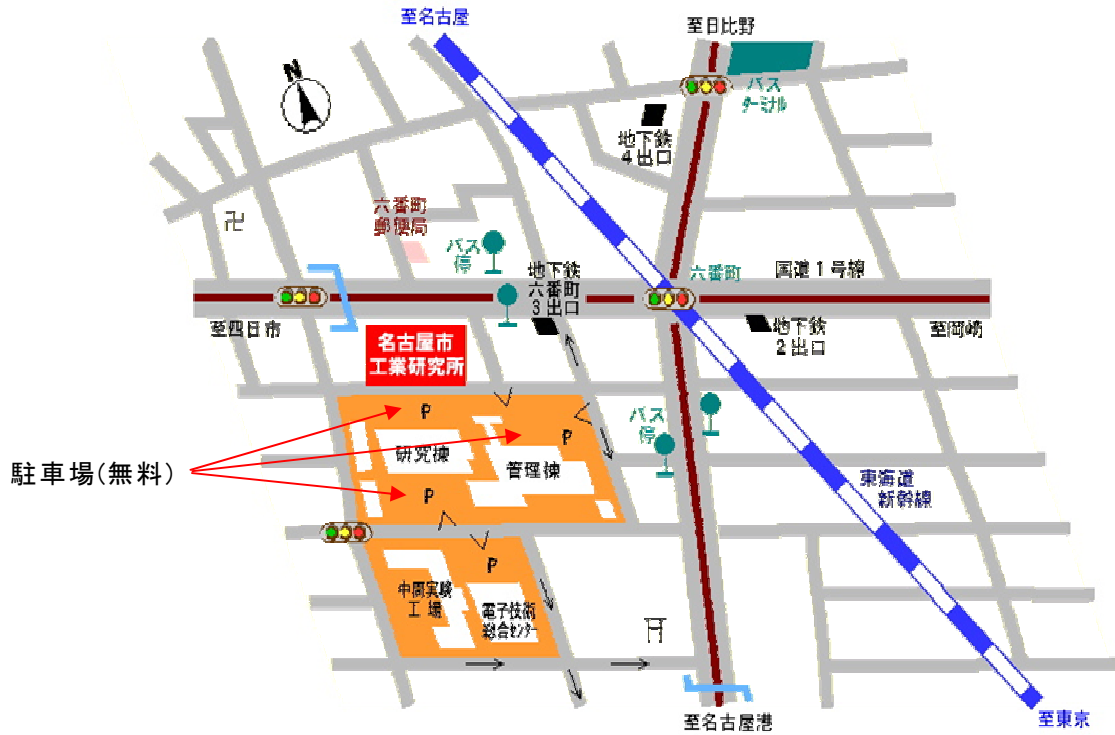 至名古屋
至日比野
N
バス
ターミナル
地下鉄
4出口
卍
六番町
郵便局
バス
停
地下鉄
六番町
3出口
六番町
国道1号線
至四日市
地下鉄
2出口
至岡崎
名古屋市
工業研究所
P
研究棟
P
管理棟
バス
停
駐車場(無料)
P
東海道
新幹線
P
中間実験
工場
電子技術
総合センター
至名古屋港
至東京